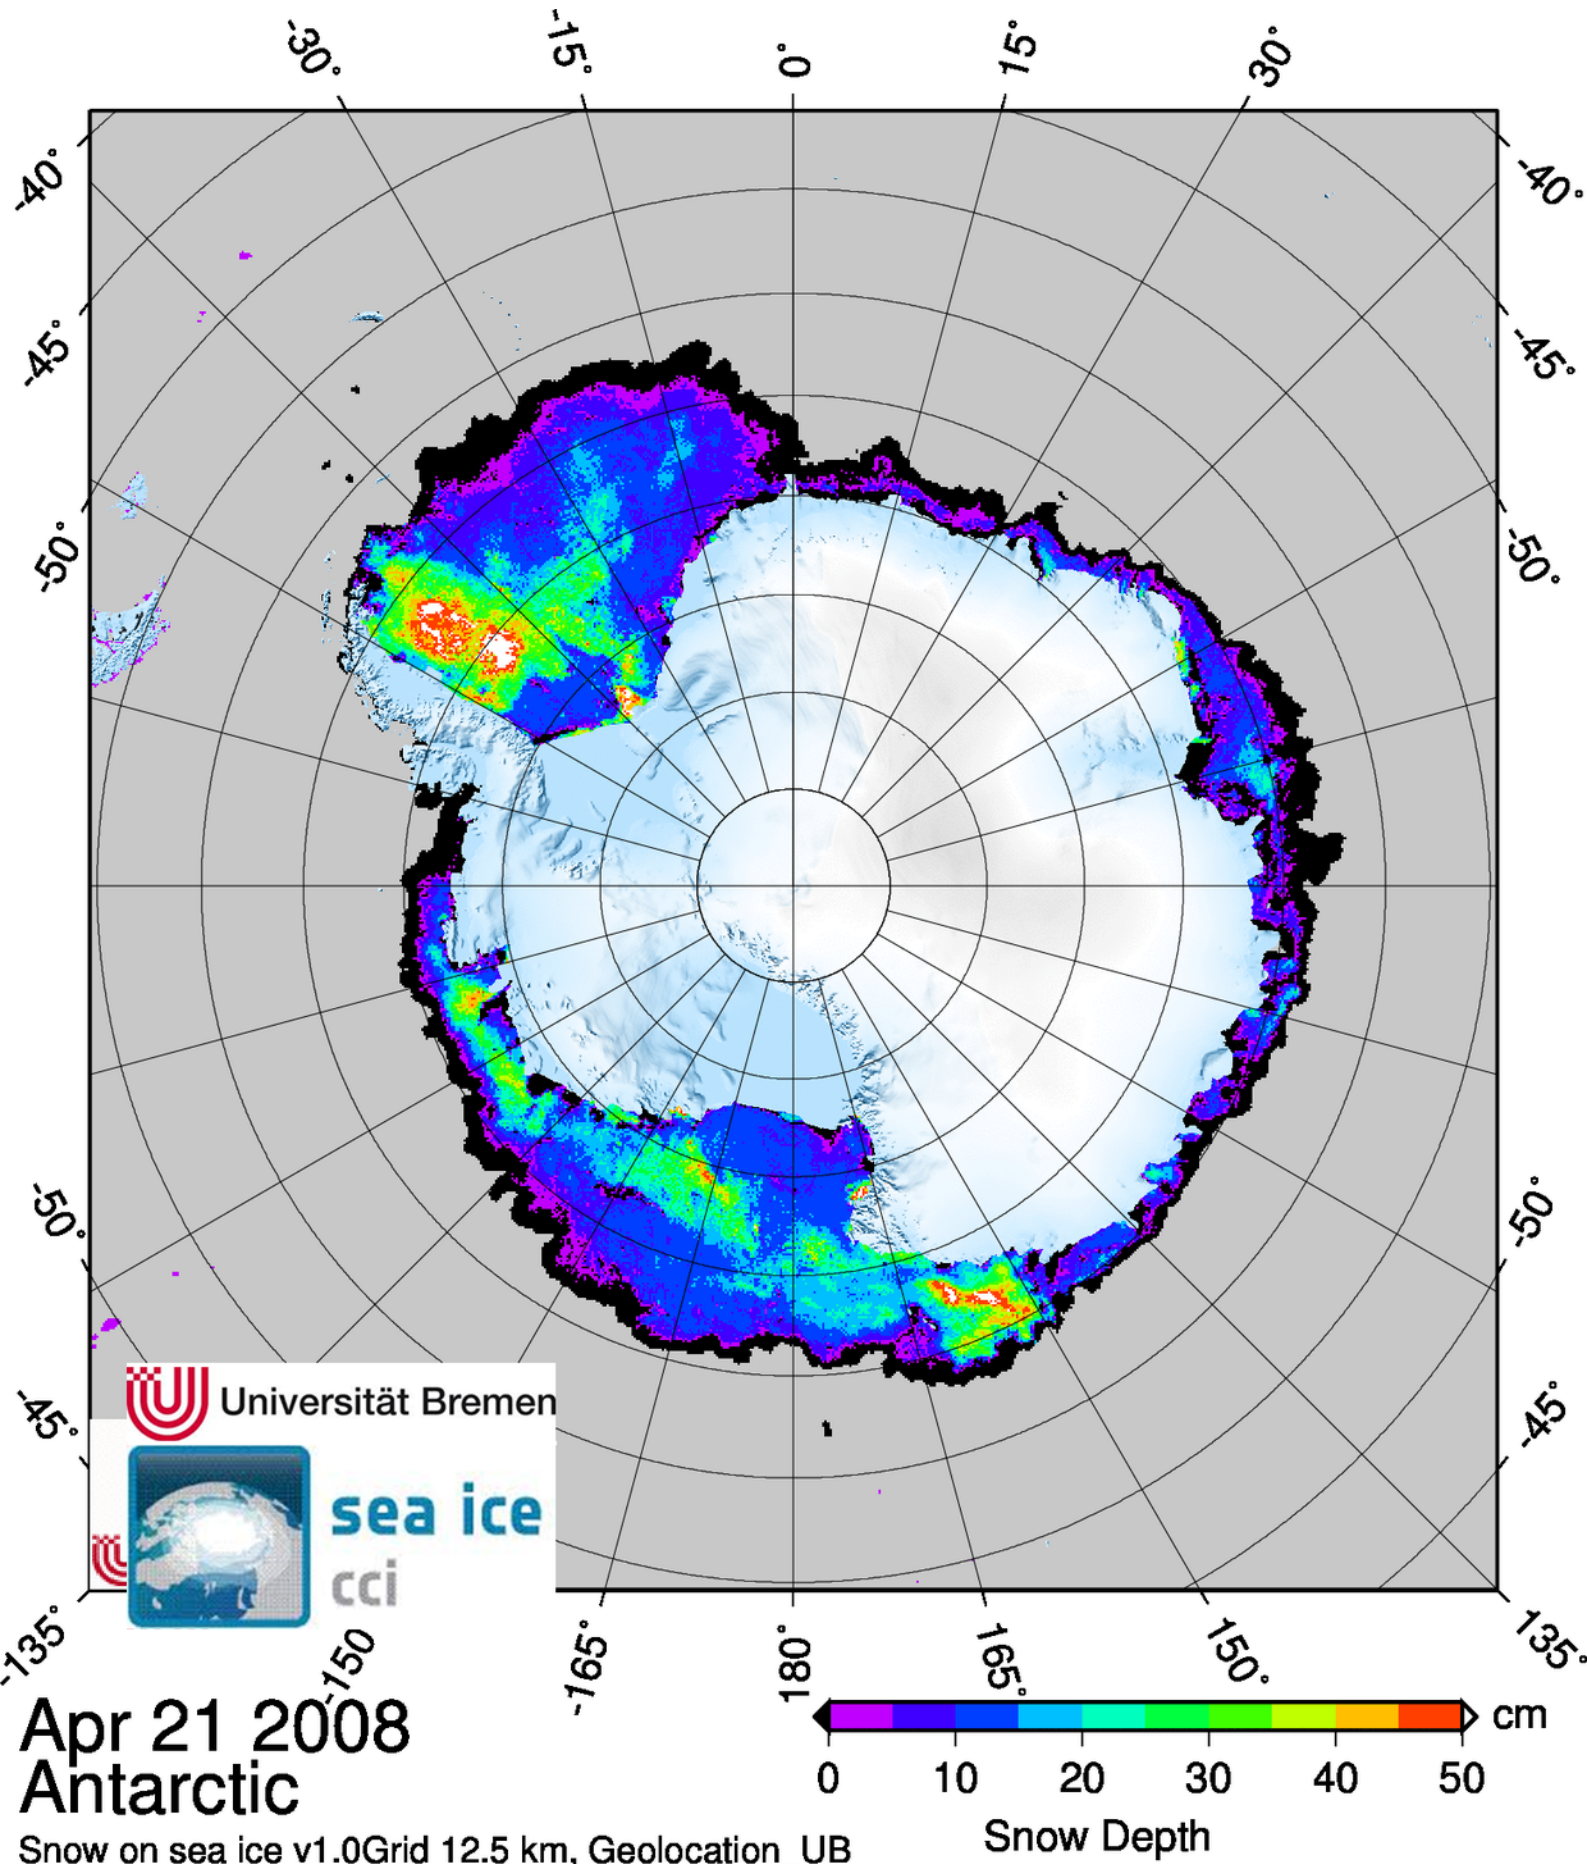 -30°
-15°
0°
15°
30°
-40°
-40°
-45°
-45°
-50°
-50°
-50°
-50°
-45°
-45°
Universität Bremen
sea ice
cci
-135°
-150
-165°
180°
165°
150°
135°
Apr 21 2008
Antarctic
Snow on sea ice v1.0Grid 12.5 km, Geolocation UB
cm
0 10 20 30 40 50
Snow Depth